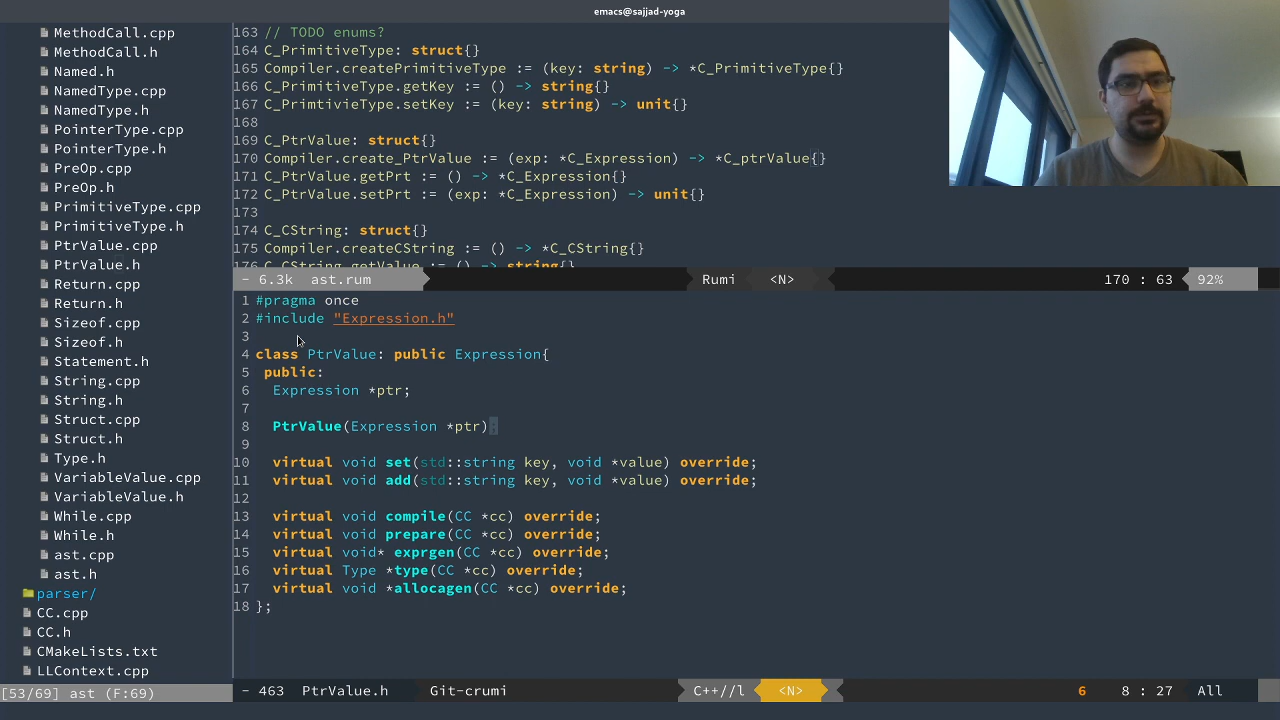 emacs@sajjad-yoga
MethodCall.cpp
MethodCall.h
Named.h
NamedType.cpp
NamedType.h
PointerType.cpp
PointerType.h
PreOp.cpp
PreOp.h
PrimitiveType.cpp
PrimitiveType.h
PtrValue.cpp
PtrValue.h
Return.cpp
Return.h
Sizeof.cpp
Sizeof.h
Statement.h
String.cpp
String.h
Struct.cpp
Struct.h
Type.h
VariableValue.cpp
VariableValue.h
While.cpp
While.h
ast.cpp
ast.h
parser/
CC.cpp
CC.h
CMakeLists.txt
LLContext.cpp
[53/69] ast (F:69)
163 // TODO enums?
164 C_PrimitiveType: struct{}
165 Compiler.createPrimitiveType := (key: string) -> *C_PrimitiveType{}
166 C_PrimitiveType.getKey := () -> string{}
167 C_PrimtivieType.setKey := (key: string) -> unit{}
168
169 C_PtrValue: struct{}
170 Compiler.create_PtrValue := (exp: *C_Expression) -> *C_ptrValue{}
171 C_PtrValue.getPrt := () -> *C_Expression{}
172 C_PtrValue.setPrt := (exp: *C_Expression) -> unit{}
173
174 C_CString: struct{}
175 Compiler.createCString := () -> *C_CString{}
176 C_CString.getValue := () -> string{}
- 6.3k ast.rum Rumi <N> 170 : 63 92%
1 #pragma once
2 #include "Expression.h"
3
4 class PtrValue: public Expression{
5 public:
6 Expression *ptr;
7
8 PtrValue(Expression *ptr);
9
10 virtual void set(std::string key, void *value) override;
11 virtual void add(std::string key, void *value) override;
12
13 virtual void compile(CC *cc) override;
14 virtual void prepare(CC *cc) override;
15 virtual void* exprgen(CC *cc) override;
16 virtual Type *type(CC *cc) override;
17 virtual void *allocagen(CC *cc) override;
18 };
- 463 PtrValue.h Git-crumi C++//l <N> 6 8 : 27 All